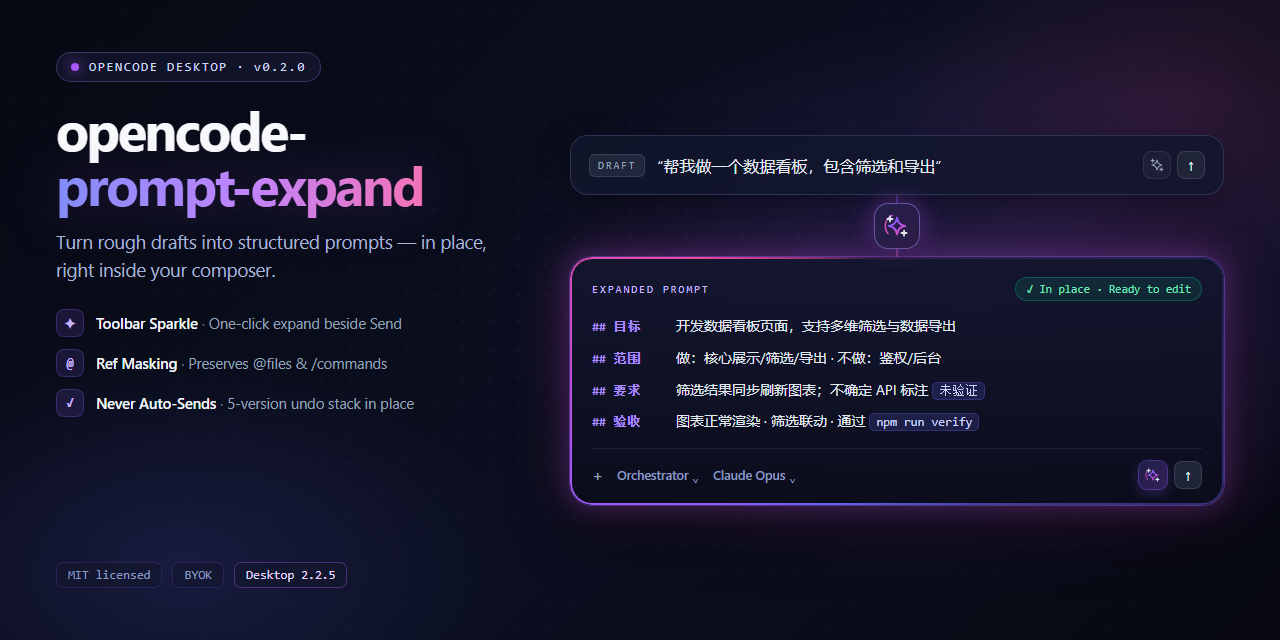 OPENCODE DESKTOP · v0.2.0
opencode-
prompt-expand
Turn rough drafts into structured prompts — in place,
right inside your composer.
✦ Toolbar Sparkle · One-click expand beside Send
@ Ref Masking · Preserves @files & /commands
✓ Never Auto-Sends · 5-version undo stack in place
MIT licensed BYOK Desktop 2.2.5
DRAFT “帮我做一个数据看板，包含筛选和导出” ↑
EXPANDED PROMPT ✓ In place · Ready to edit
## 目标 开发数据看板页面，支持多维筛选与数据导出
## 范围 做：核心展示/筛选/导出 · 不做：鉴权/后台
## 要求 筛选结果同步刷新图表；不确定 API 标注 未验证
## 验收 图表正常渲染 · 筛选联动 · 通过 npm run verify
+ Orchestrator ⌄ Claude Opus ⌄ ↑